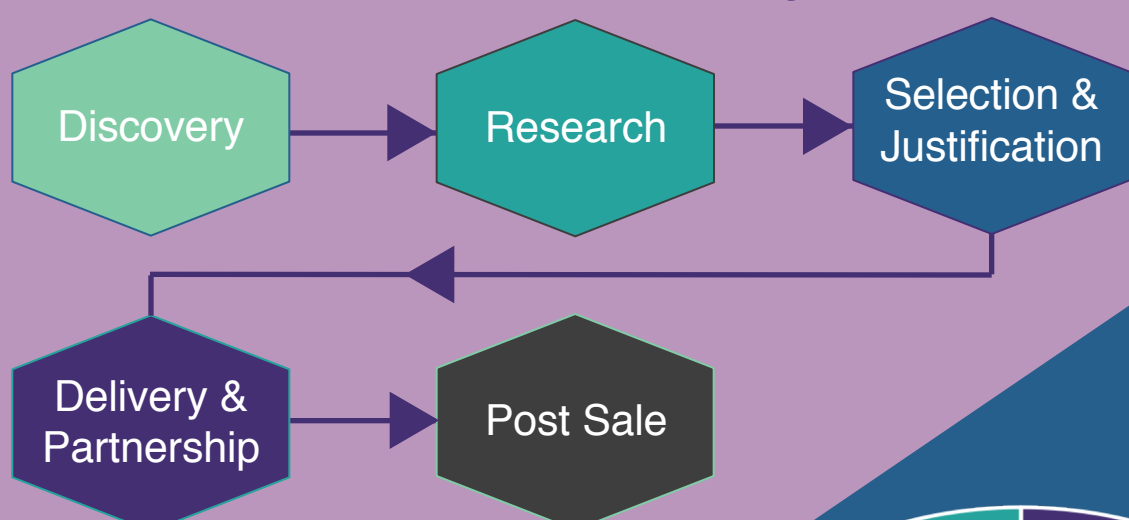 Discovery
Research
Selection &
Justification
Delivery &
Partnership
Post Sale